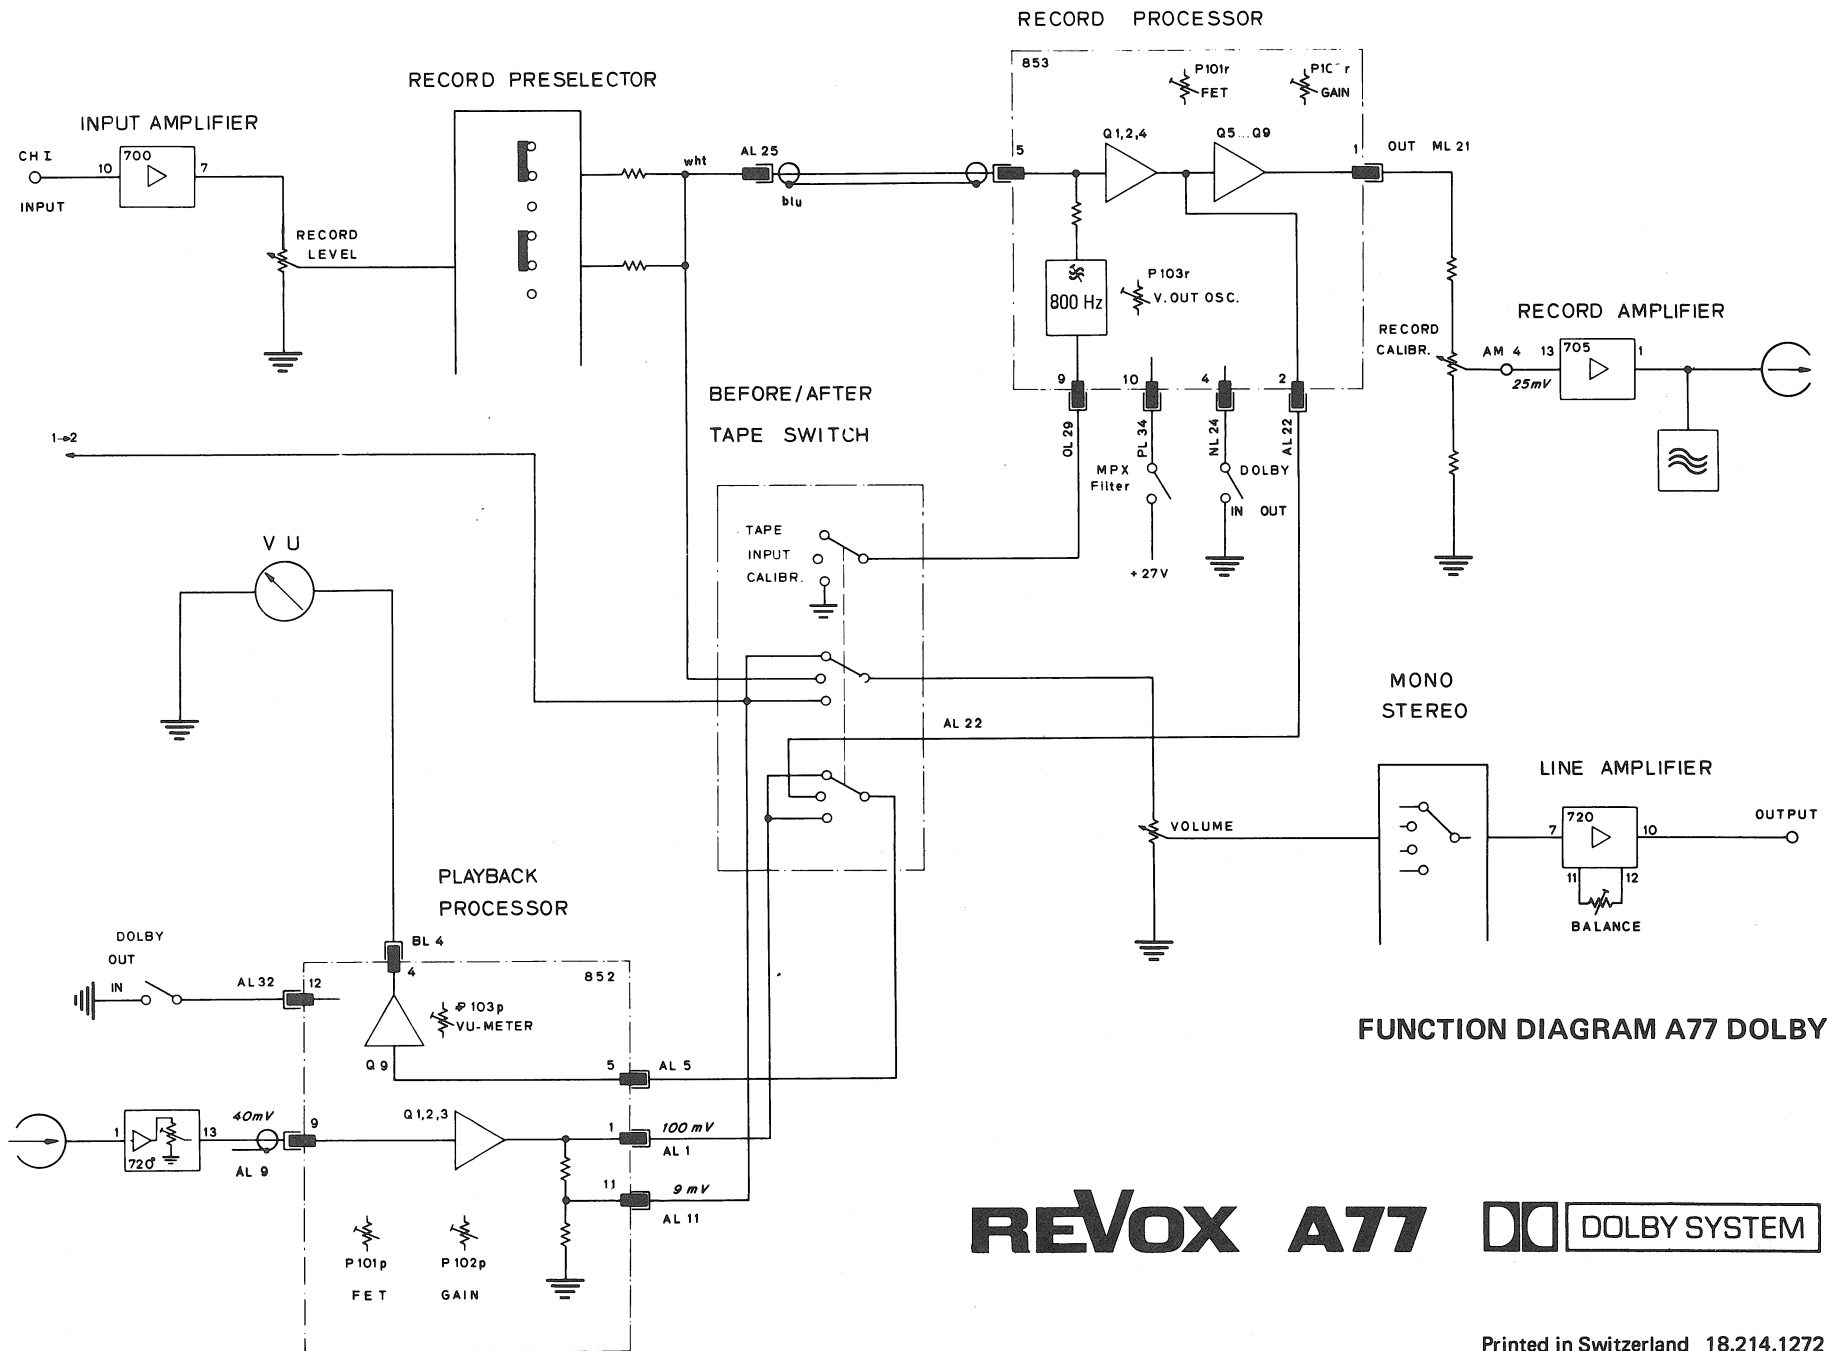 RECORD PROCESSOR
853
P101r
FET
GAIN
RECORD PRESELECTOR
INPUT AMPLIFIER
CH I
INPUT
10
700
7
RECORD
LEVEL
wht
AL 25
blu
5
Q1,2,4
Q5...Q9
1
OUT ML 21
800 Hz
P103r
V.OUT OSC.
9
10
4
2
OL 29
PL 34
NL 24
AL 22
MPX
Filter
+27V
DOLBY
IN OUT
RECORD
CALIBR.
RECORD AMPLIFIER
AM 4
25mV
13
705
1
BEFORE/AFTER
TAPE SWITCH
1→2
TAPE
INPUT
CALIBR.
VU
AL 22
MONO
STEREO
VOLUME
LINE AMPLIFIER
7
720
10
OUTPUT
11
12
BALANCE
PLAYBACK
PROCESSOR
DOLBY
OUT
IN
AL 32
12
BL 4
4
852
P103p
VU-METER
Q9
5
AL 5
1
720
13
40mV
AL 9
9
Q1,2,3
1
100 mV
AL 1
11
9 mV
AL 11
P101p
FET
P102p
GAIN
FUNCTION DIAGRAM A77 DOLBY
REVOX A77
DOLBY SYSTEM
Printed in Switzerland 18.214.1272